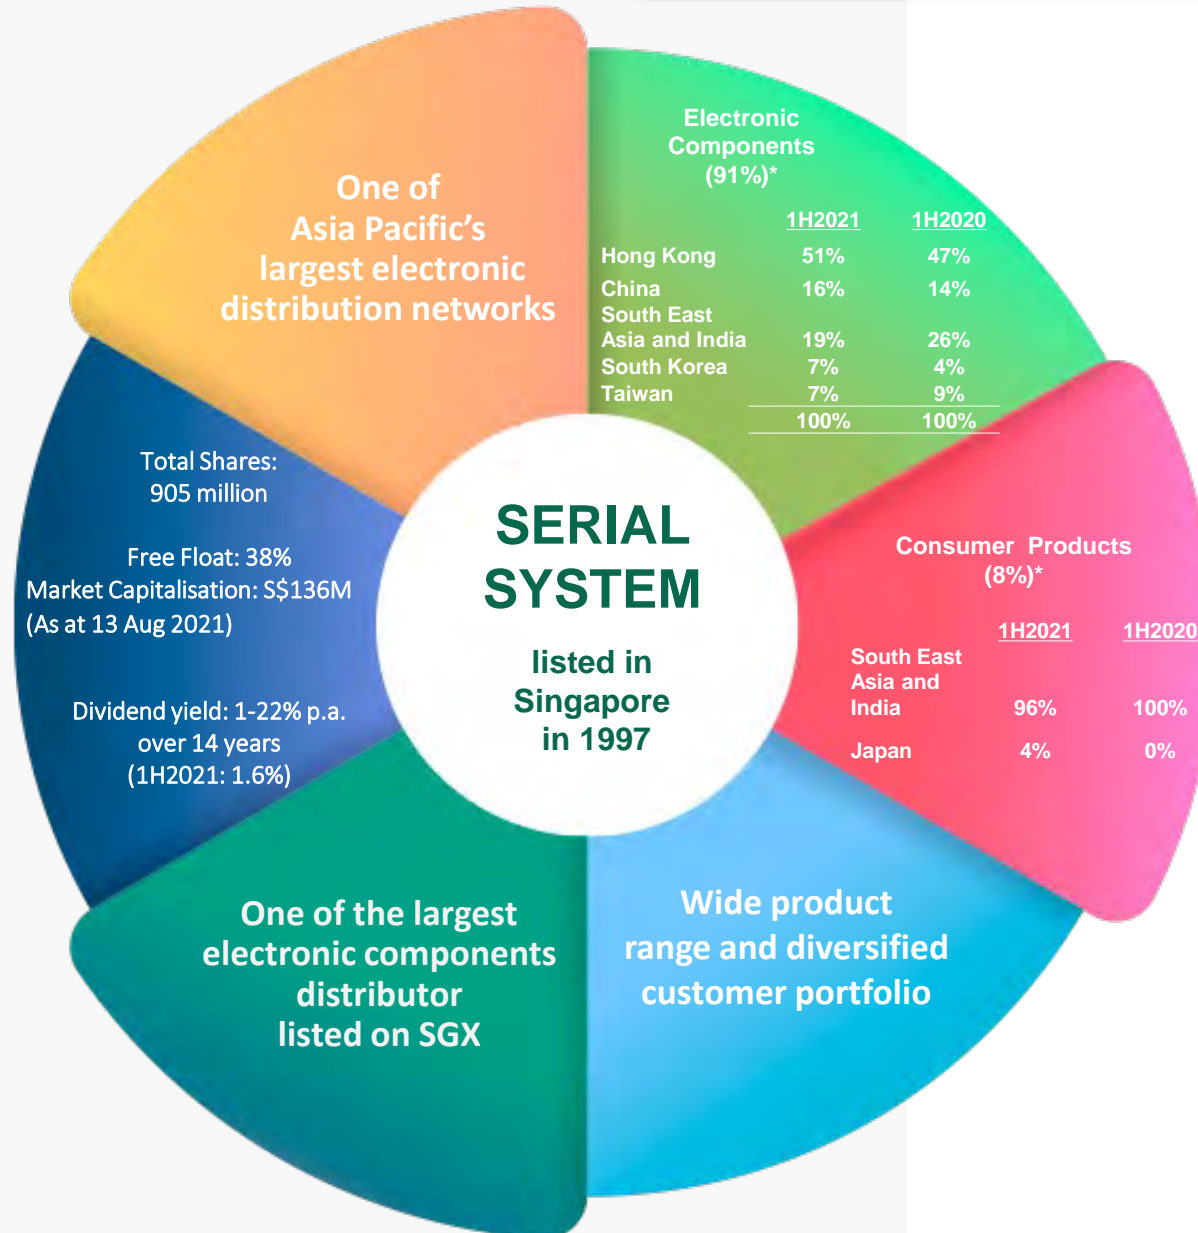 One of
Asia Pacific's
largest electronic
distribution networks
Electronic
Components
(91%)*
1H2021 1H2020
Hong Kong 51% 47%
China 16% 14%
South East
Asia and India 19% 26%
South Korea 7% 4%
Taiwan 7% 9%
100% 100%
Consumer Products
(8%)*
1H2021 1H2020
South East
Asia and
India 96% 100%
Japan 4% 0%
Wide product
range and diversified
customer portfolio
One of the largest
electronic components
distributor
listed on SGX
Total Shares:
905 million
Free Float: 38%
Market Capitalisation: S$136M
(As at 13 Aug 2021)
Dividend yield: 1-22% p.a.
over 14 years
(1H2021: 1.6%)
SERIAL
SYSTEM
listed in
Singapore
in 1997